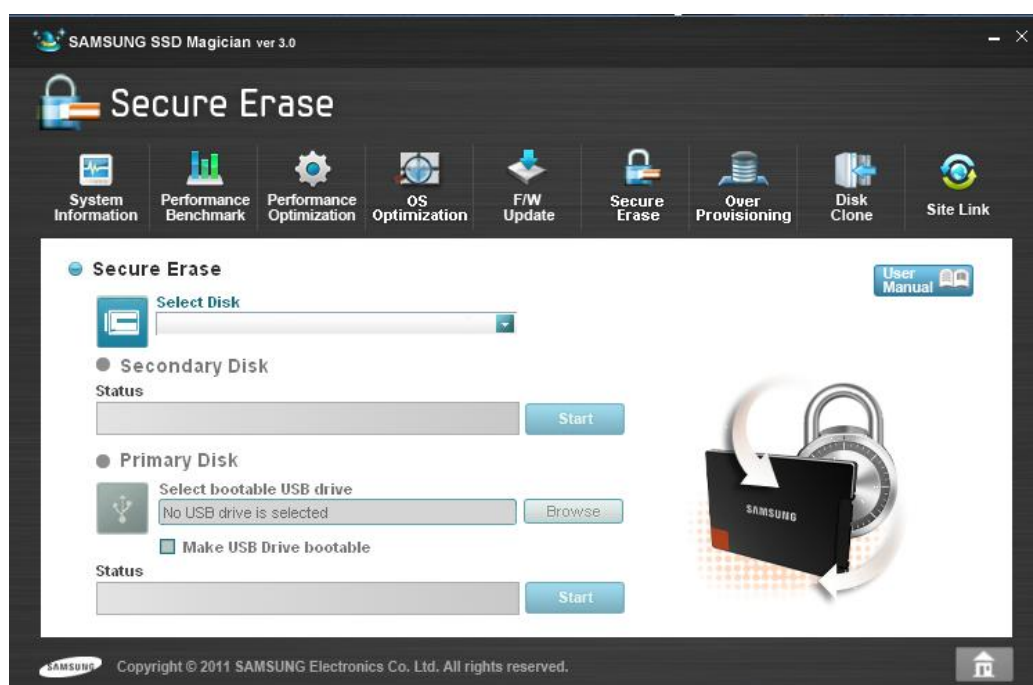 SAMSUNG SSD Magician ver 3.0
Secure Erase
System Information
Performance Benchmark
Performance Optimization
OS Optimization
F/W Update
Secure Erase
Over Provisioning
Disk Clone
Site Link
Secure Erase
User Manual
Select Disk
Secondary Disk
Status
Start
Primary Disk
Select bootable USB drive
No USB drive is selected
Browse
Make USB Drive bootable
Status
Start
SAMSUNG
SAMSUNG
Copyright © 2011 SAMSUNG Electronics Co. Ltd. All rights reserved.